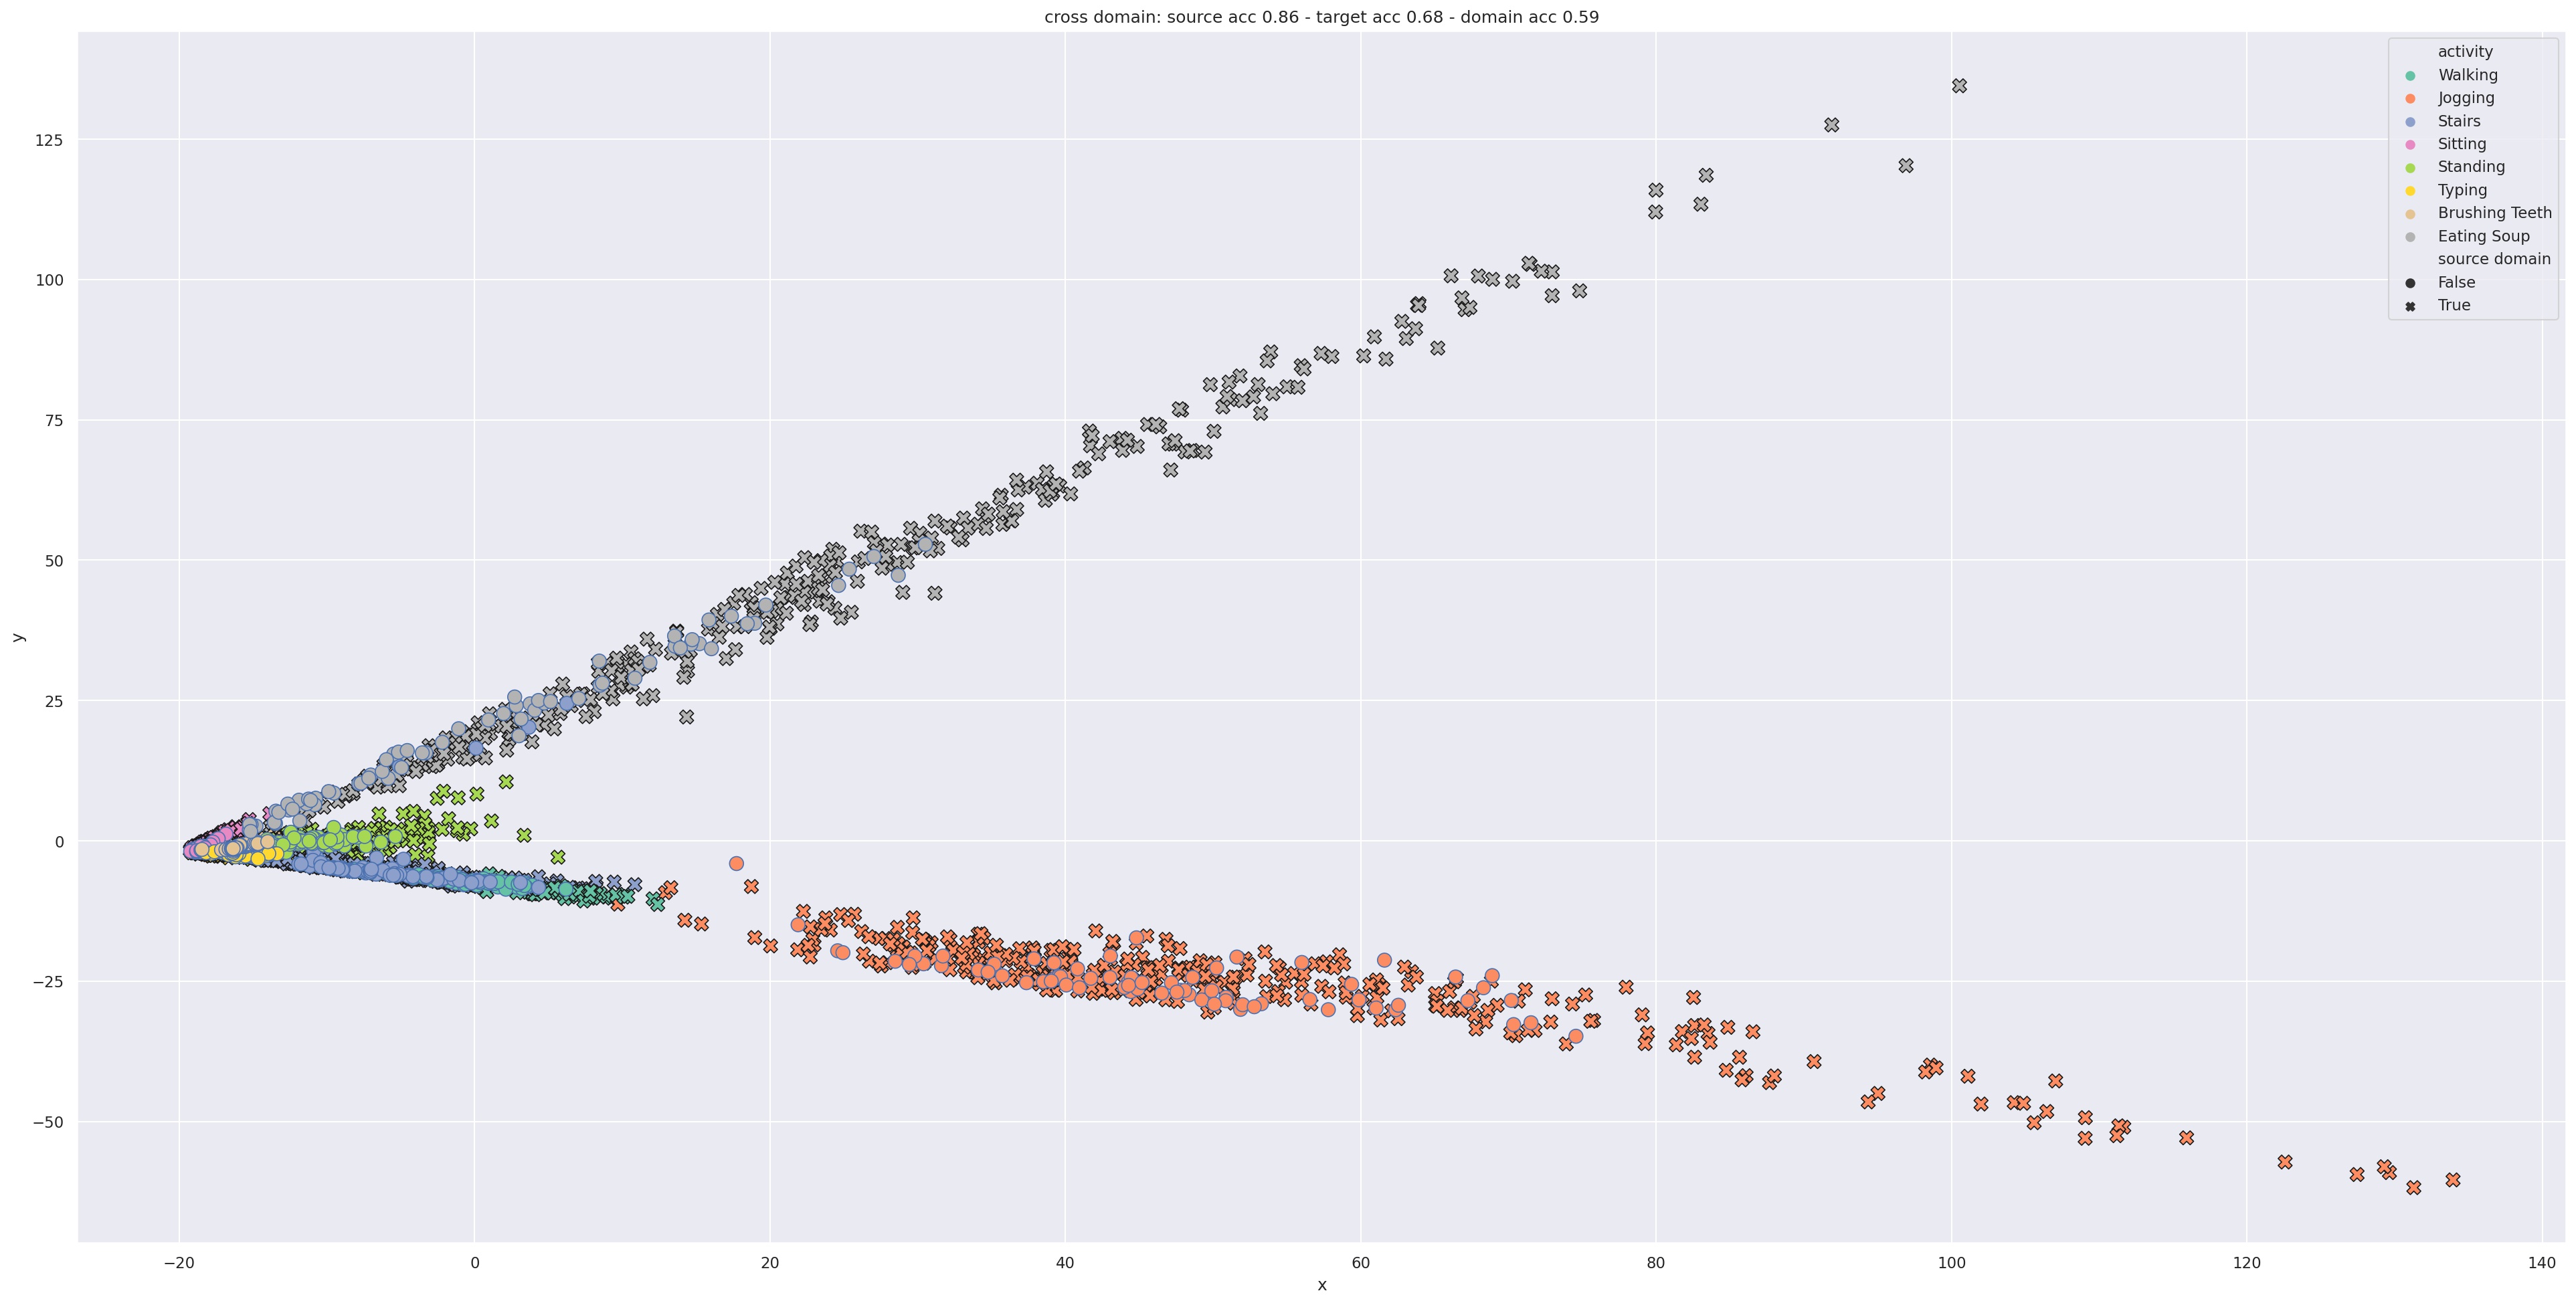 cross domain: source acc 0.86 - target acc 0.68 - domain acc 0.59
activity
Walking
Jogging
Stairs
Sitting
Standing
Typing
Brushing Teeth
Eating Soup
source domain
False
True
125
100
75
50
25
0
−25
−50
y
−20
0
20
40
60
80
100
120
140
x